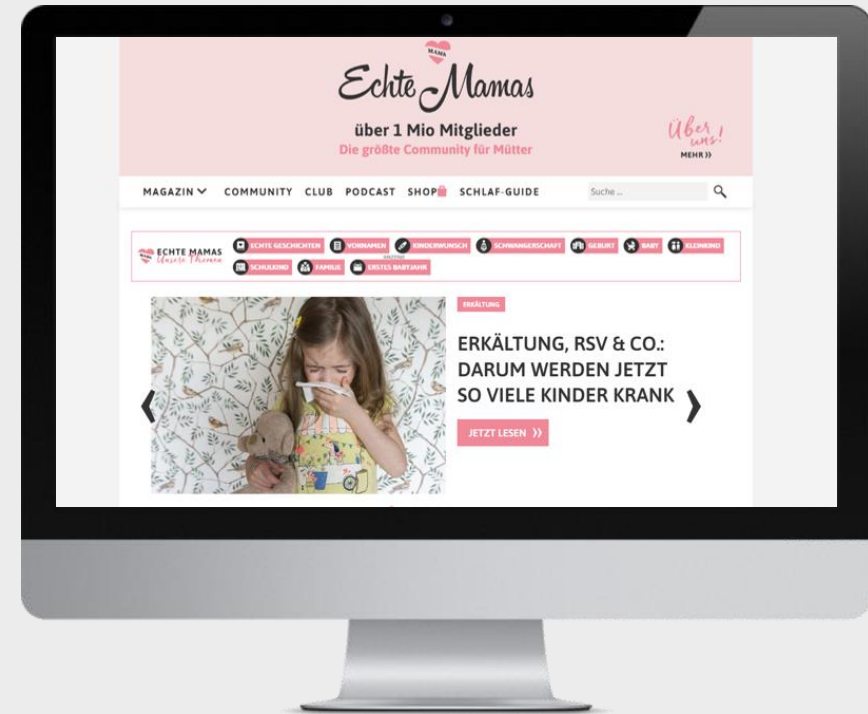 MAMA
Echte Mamas
über 1 Mio Mitglieder
Die größte Community für Mütter
Über uns!
MEHR »
MAGAZIN COMMUNITY CLUB PODCAST SHOP SCHLAF-GUIDE Suche ...
MAMA ECHTE MAMAS
Unsere Themen
ECHTE GESCHICHTEN VORNAMEN KINDERWUNSCH SCHWANGERSCHAFT GEBURT BABY KLEINKIND
ANZEIGE
SCHULKIND FAMILIE ERSTES BABYJAHR
ERKÄLTUNG
ERKÄLTUNG, RSV & CO.:
DARUM WERDEN JETZT
SO VIELE KINDER KRANK
JETZT LESEN »